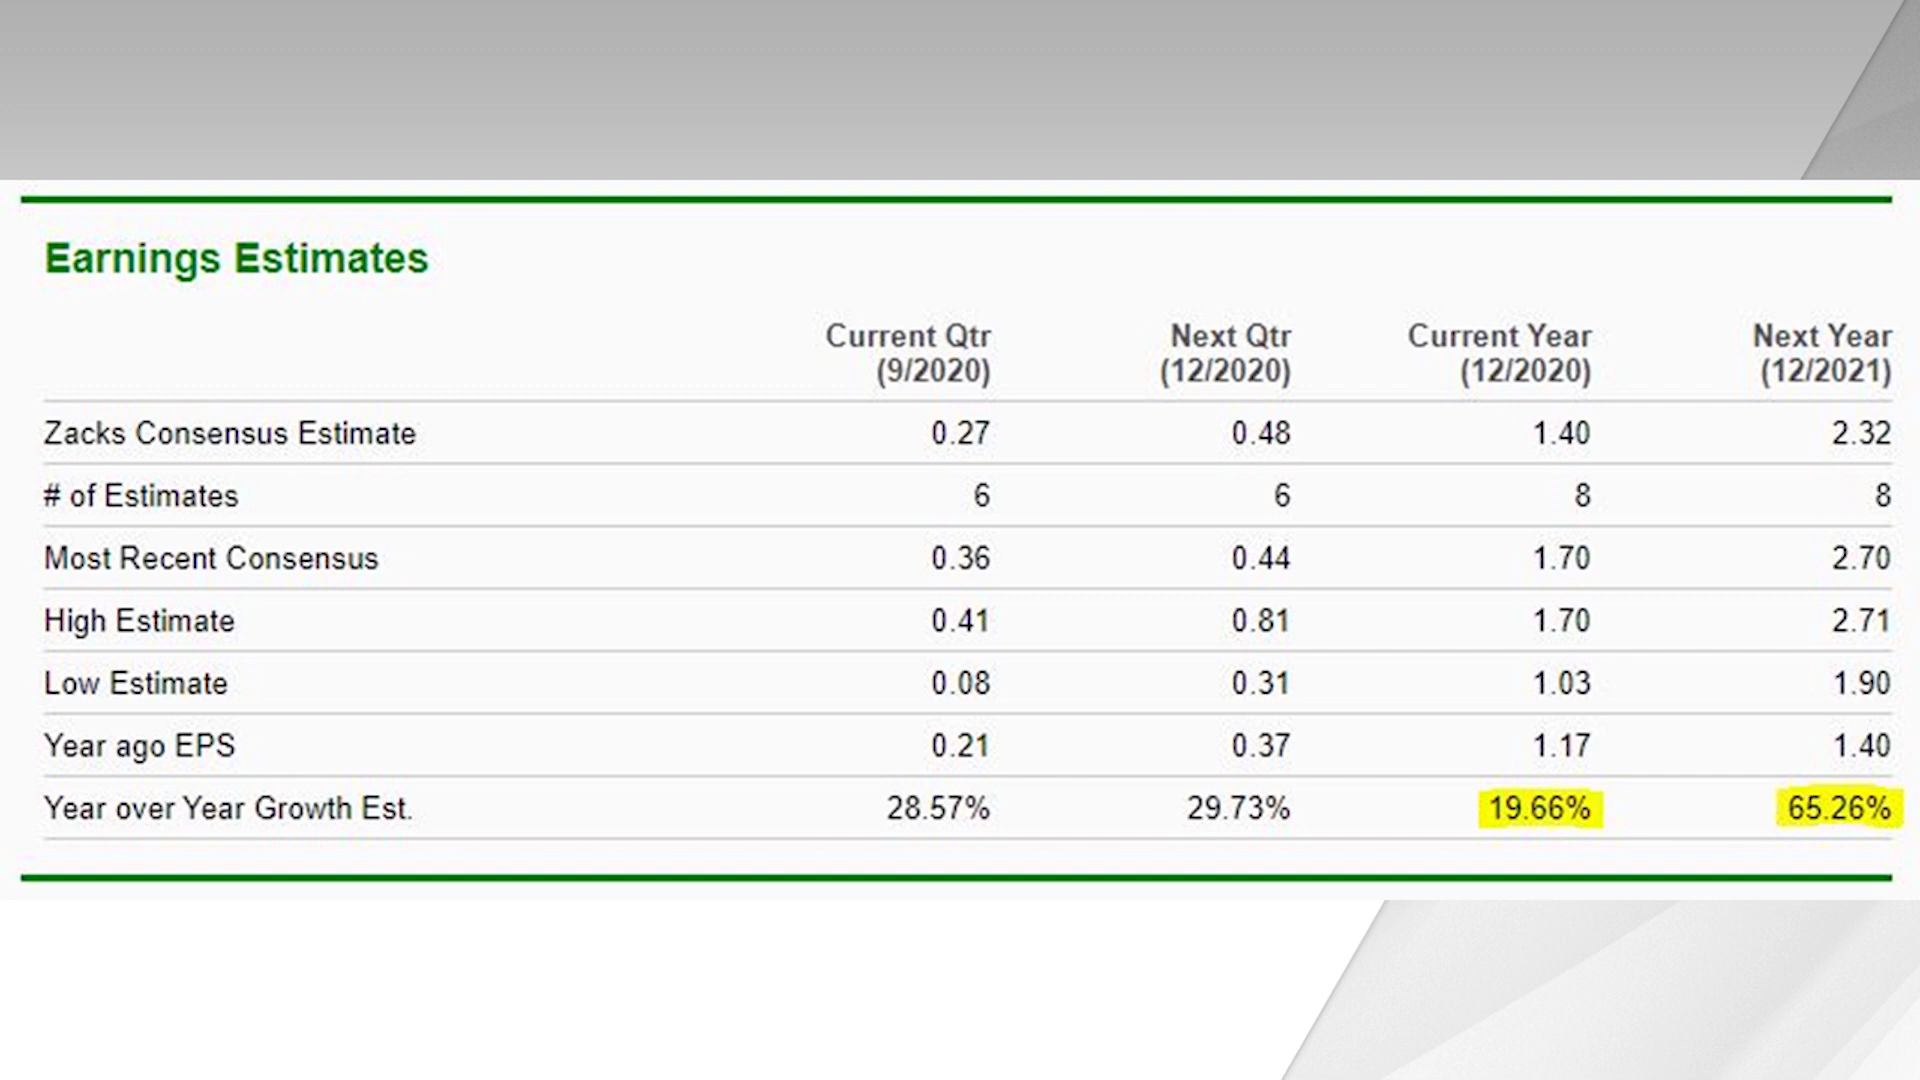 Earnings Estimates
Current Qtr Next Qtr Current Year Next Year
(9/2020) (12/2020) (12/2020) (12/2021)
Zacks Consensus Estimate 0.27 0.48 1.40 2.32
# of Estimates 6 6 8 8
Most Recent Consensus 0.36 0.44 1.70 2.70
High Estimate 0.41 0.81 1.70 2.71
Low Estimate 0.08 0.31 1.03 1.90
Year ago EPS 0.21 0.37 1.17 1.40
Year over Year Growth Est. 28.57% 29.73% 19.66% 65.26%